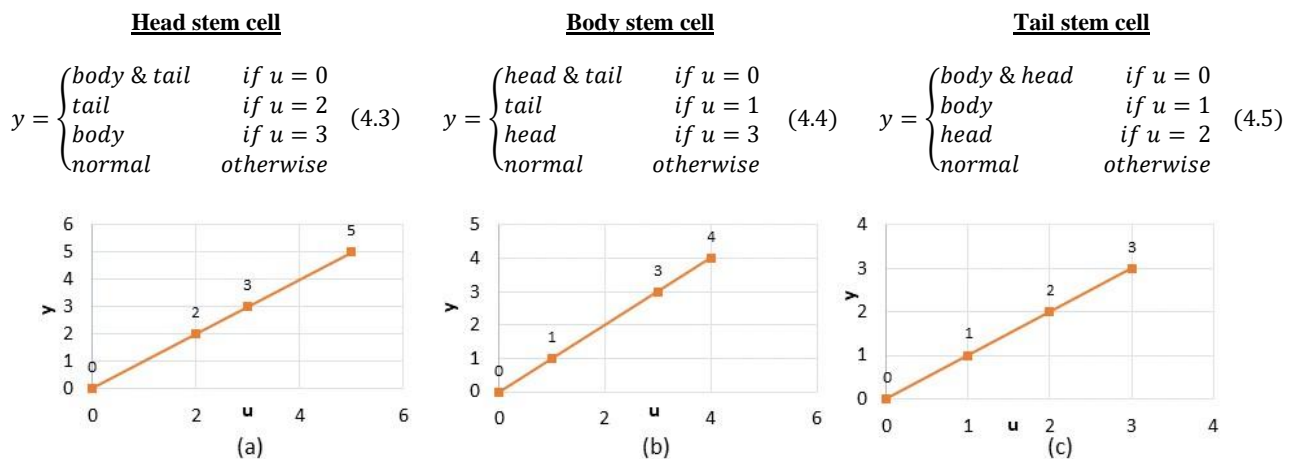 Head stem cell
Body stem cell
Tail stem cell
y = { body & tail if u = 0
tail if u = 2
body if u = 3
normal otherwise (4.3)
y = { head & tail if u = 0
tail if u = 1
head if u = 3
normal otherwise (4.4)
y = { body & head if u = 0
body if u = 1
head if u = 2
normal otherwise (4.5)
6
5
4
3
2
1
0
y
0 2 3 5
0 2 4 6
u
(a)
5
4
3
2
1
0
y
0 1 3 4
0 2 4 6
u
(b)
4
3
2
1
0
y
0 1 2 3
0 1 2 3 4
u
(c)